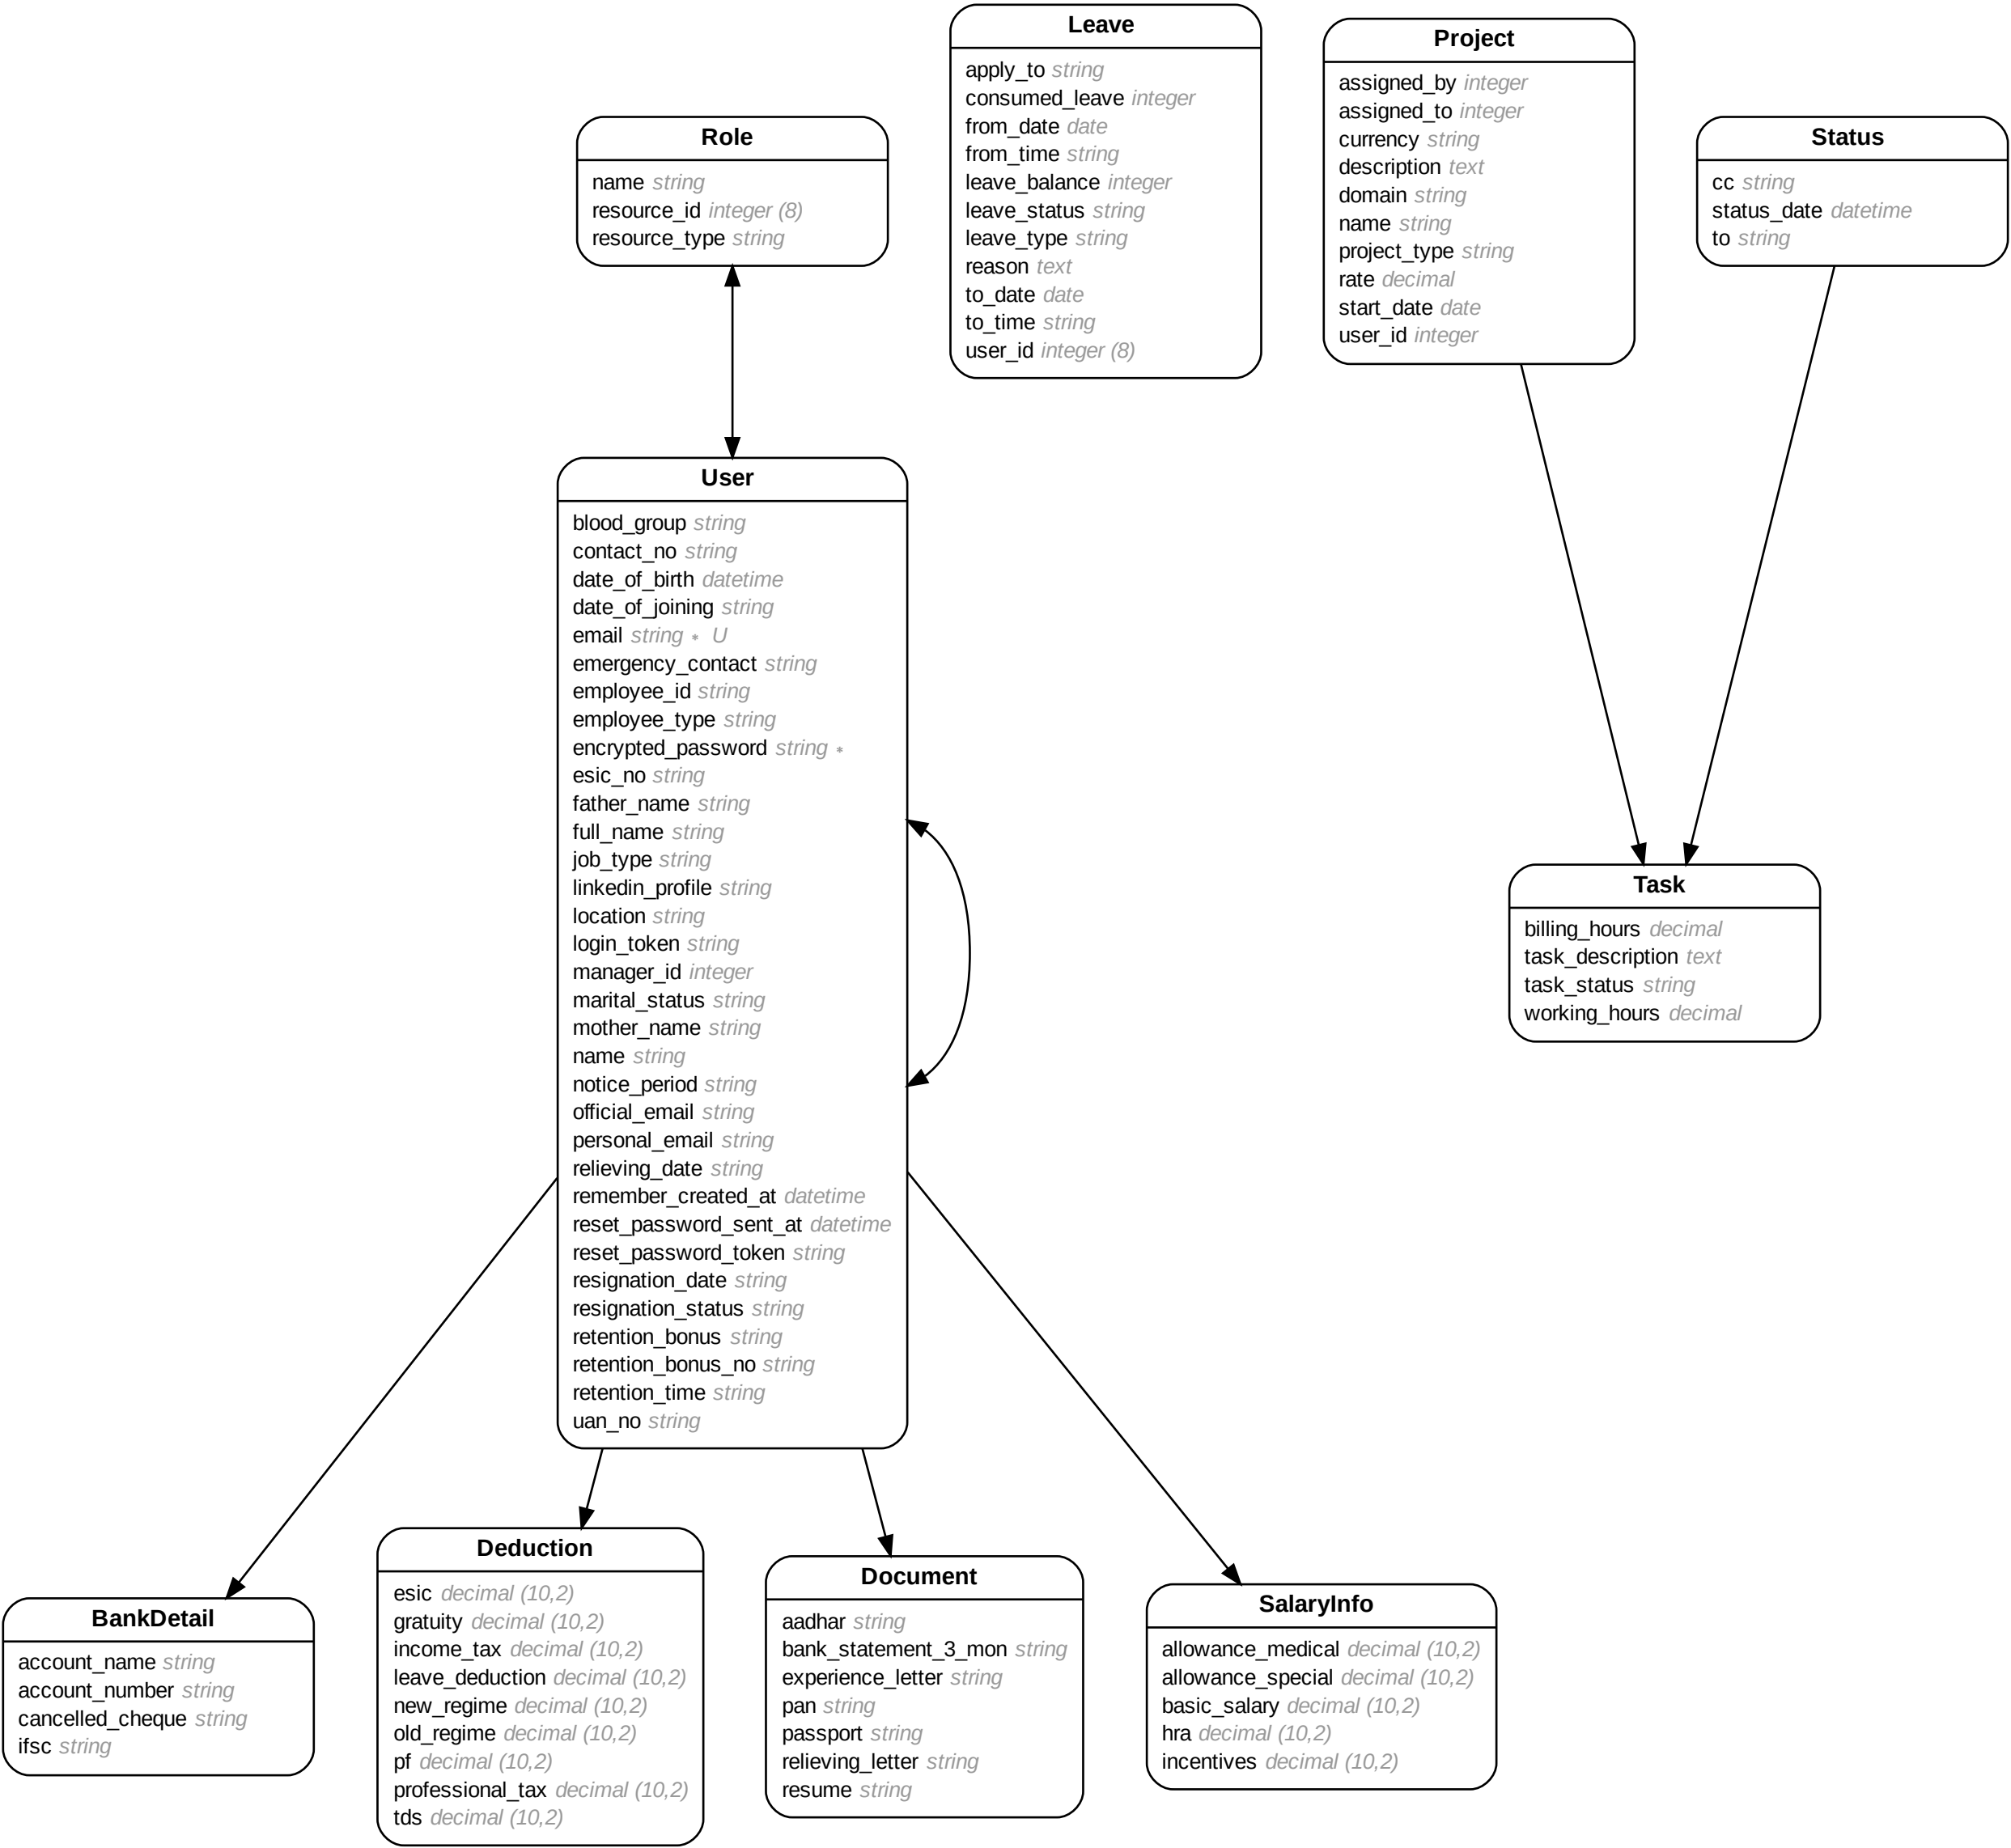 Leave
apply_to string
consumed_leave integer
from_date date
from_time string
leave_balance integer
leave_status string
leave_type string
reason text
to_date date
to_time string
user_id integer (8)
Project
assigned_by integer
assigned_to integer
currency string
description text
domain string
name string
project_type string
rate decimal
start_date date
user_id integer
Role
name string
resource_id integer (8)
resource_type string
Status
cc string
status_date datetime
to string
User
blood_group string
contact_no string
date_of_birth datetime
date_of_joining string
email string * U
emergency_contact string
employee_id string
employee_type string
encrypted_password string *
esic_no string
father_name string
full_name string
job_type string
linkedin_profile string
location string
login_token string
manager_id integer
marital_status string
mother_name string
name string
notice_period string
official_email string
personal_email string
relieving_date string
remember_created_at datetime
reset_password_sent_at datetime
reset_password_token string
resignation_date string
resignation_status string
retention_bonus string
retention_bonus_no string
retention_time string
uan_no string
Task
billing_hours decimal
task_description text
task_status string
working_hours decimal
BankDetail
account_name string
account_number string
cancelled_cheque string
ifsc string
Deduction
esic decimal (10,2)
gratuity decimal (10,2)
income_tax decimal (10,2)
leave_deduction decimal (10,2)
new_regime decimal (10,2)
old_regime decimal (10,2)
pf decimal (10,2)
professional_tax decimal (10,2)
tds decimal (10,2)
Document
aadhar string
bank_statement_3_mon string
experience_letter string
pan string
passport string
relieving_letter string
resume string
SalaryInfo
allowance_medical decimal (10,2)
allowance_special decimal (10,2)
basic_salary decimal (10,2)
hra decimal (10,2)
incentives decimal (10,2)